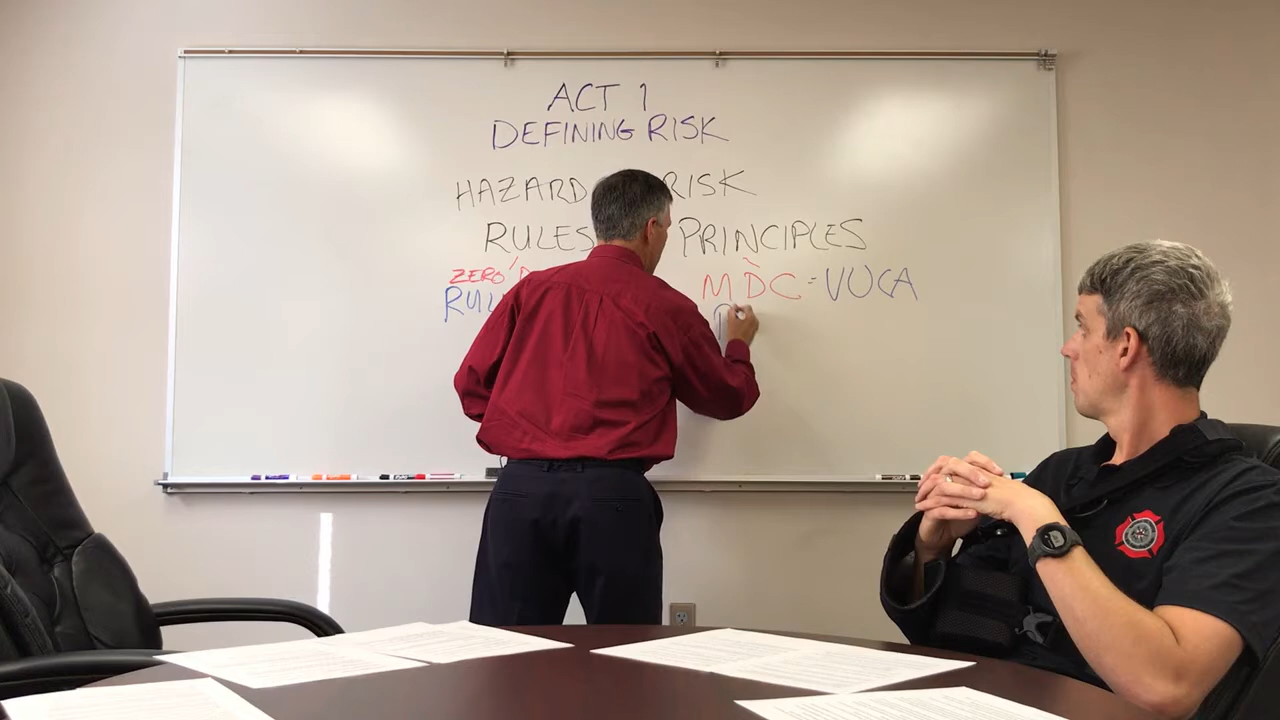 ACT 1
DEFINING RISK
HAZARD RISK
RULES PRINCIPLES
ZERO MDC = VUCA